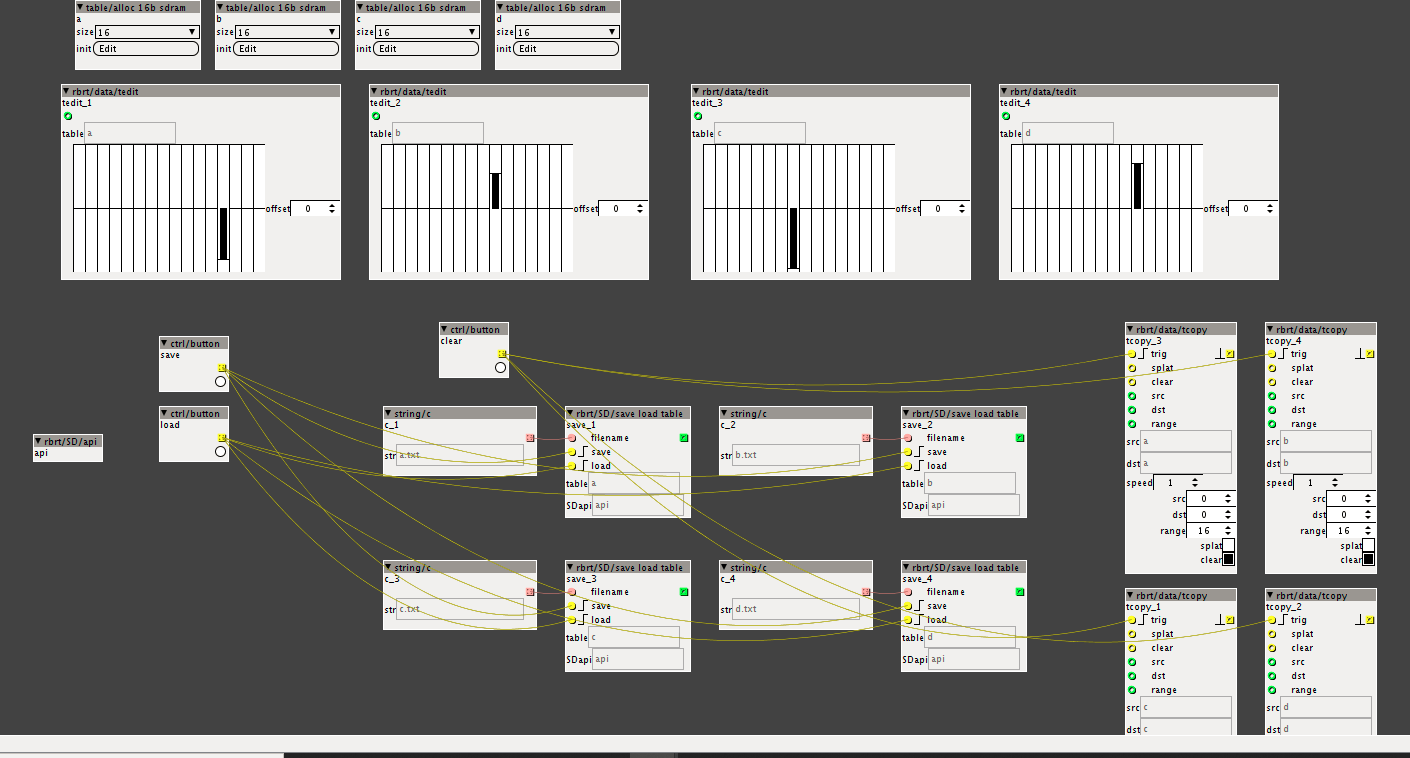 table/alloc 16b sdram
a
size 16
init Edit
table/alloc 16b sdram
b
size 16
init Edit
table/alloc 16b sdram
c
size 16
init Edit
table/alloc 16b sdram
d
size 16
init Edit
rbrt/data/tedit
tedit_1
table a
offset 0
rbrt/data/tedit
tedit_2
table b
offset 0
rbrt/data/tedit
tedit_3
table c
offset 0
rbrt/data/tedit
tedit_4
table d
offset 0
ctrl/button
save
ctrl/button
clear
ctrl/button
load
rbrt/SD/api
api
string/c
c_1
str a.txt
rbrt/SD/save load table
save_1
filename
save
load
table a
SDapi api
string/c
c_2
str b.txt
rbrt/SD/save load table
save_2
filename
save
load
table b
SDapi api
string/c
c_3
str c.txt
rbrt/SD/save load table
save_3
filename
save
load
table c
SDapi api
string/c
c_4
str d.txt
rbrt/SD/save load table
save_4
filename
save
load
table d
SDapi api
rbrt/data/tcopy
tcopy_3
trig
splat
clear
src
dst
range
src a
dst a
speed 1
src 0
dst 0
range 16
splat
clear
rbrt/data/tcopy
tcopy_4
trig
splat
clear
src
dst
range
src b
dst b
speed 1
src 0
dst 0
range 16
splat
clear
rbrt/data/tcopy
tcopy_1
trig
splat
clear
src
dst
range
src c
dst c
rbrt/data/tcopy
tcopy_2
trig
splat
clear
src
dst
range
src d
dst d